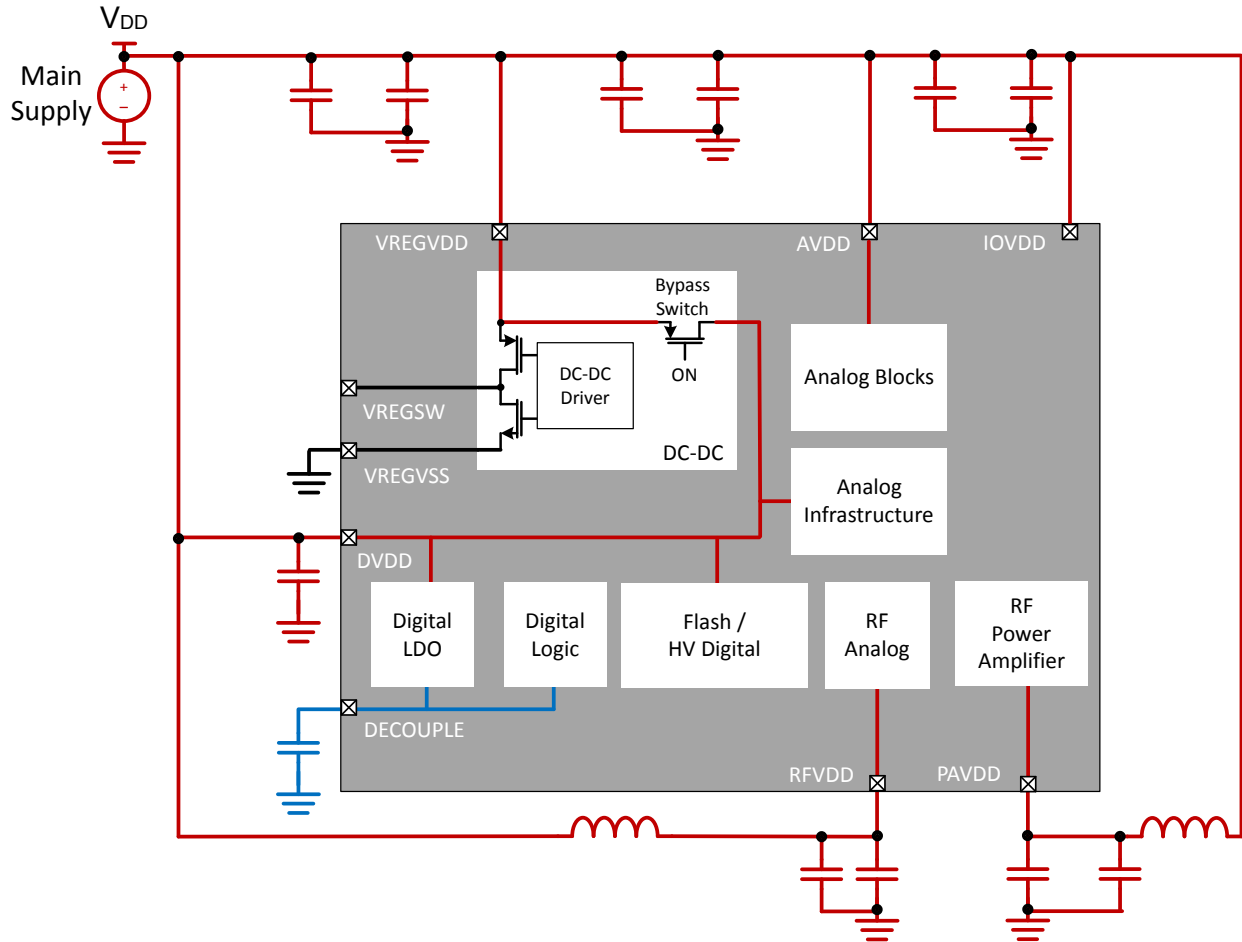 VDD
Main
Supply
+
−
VREGVDD
AVDD
IOVDD
Bypass
Switch
ON
DC-DC
Driver
DC-DC
VREGSW
VREGVSS
Analog Blocks
Analog
Infrastructure
DVDD
Digital
LDO
Digital
Logic
Flash /
HV Digital
RF
Analog
RF
Power
Amplifier
DECOUPLE
RFVDD
PAVDD